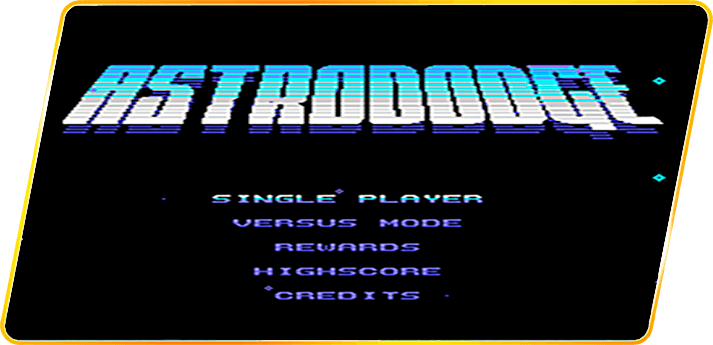 ASTRODODGE
SINGLE PLAYER
VERSUS MODE
REWARDS
HIGHSCORE
CREDITS